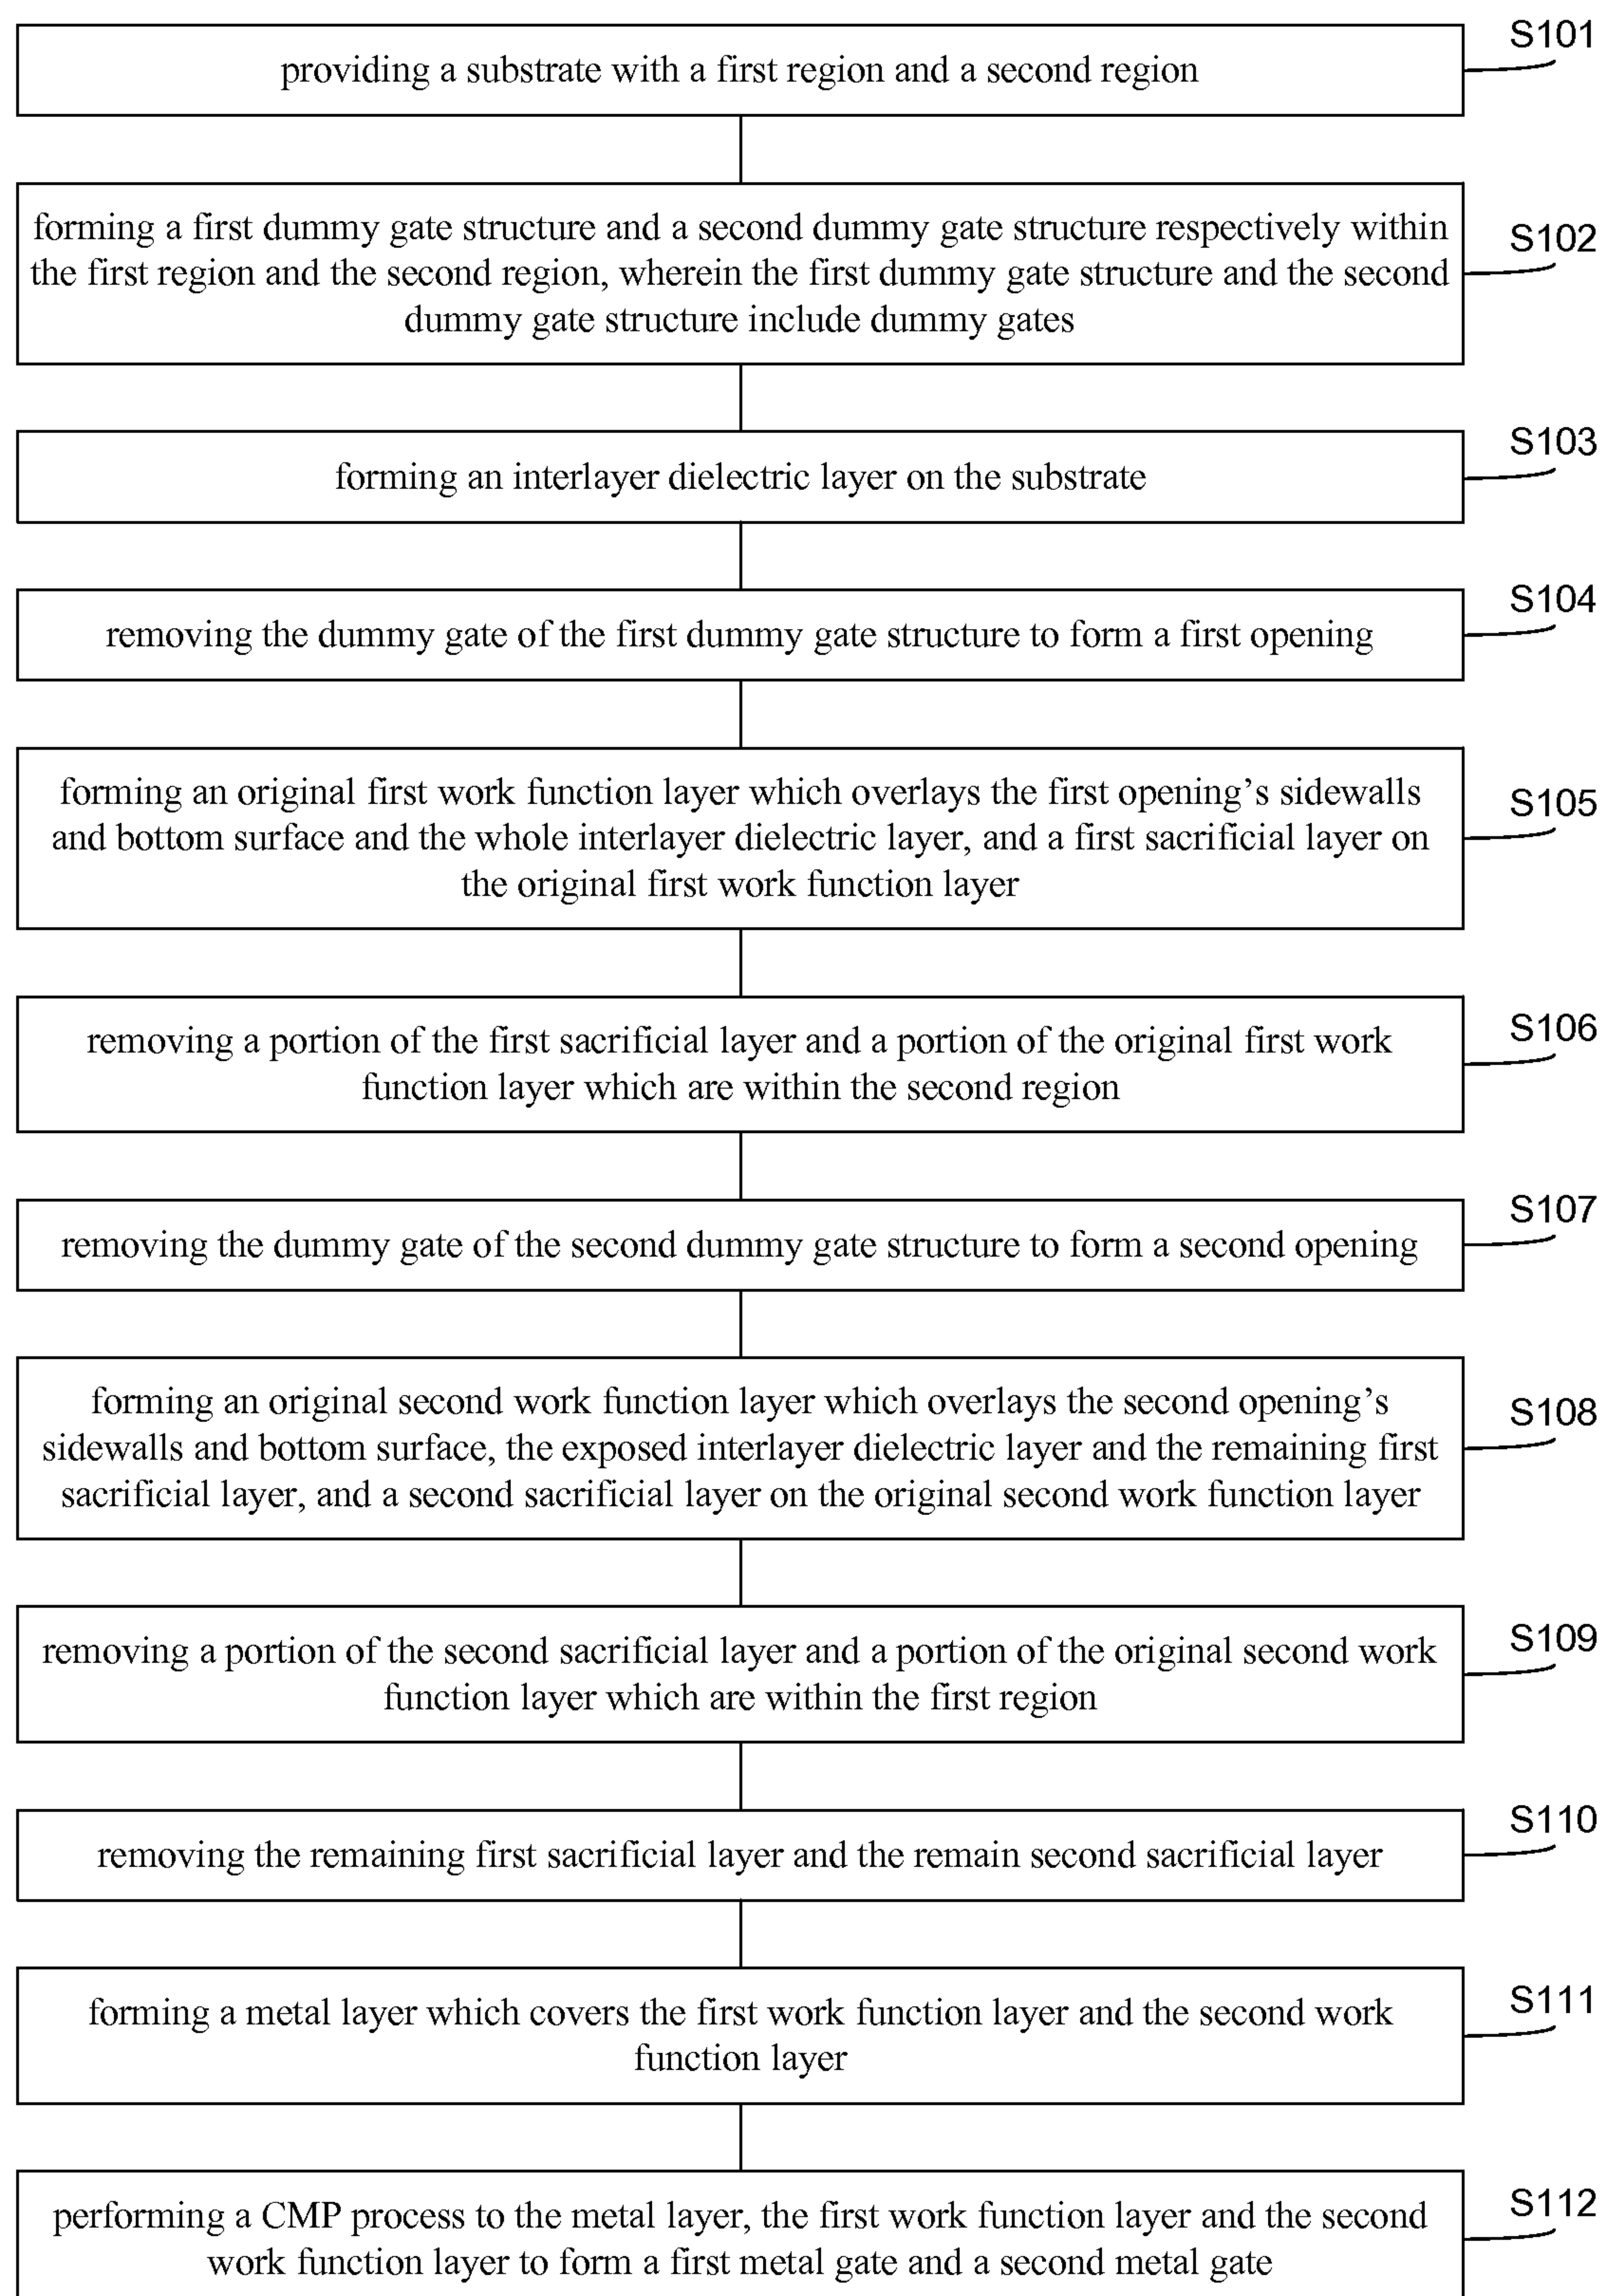 S101
providing a substrate with a first region and a second region
forming a first dummy gate structure and a second dummy gate structure respectively within
S102
the first region and the second region, wherein the first dummy gate structure and the second
dummy gate structure include dummy gates
S103
forming an interlayer dielectric layer on the substrate
S104
removing the dummy gate of the first dummy gate structure to form a first opening
forming an original first work function layer which overlays the first opening’s sidewalls
S105
and bottom surface and the whole interlayer dielectric layer, and a first sacrificial layer on
the original first work function layer
S106
removing a portion of the first sacrificial layer and a portion of the original first work
function layer which are within the second region
S107
removing the dummy gate of the second dummy gate structure to form a second opening
forming an original second work function layer which overlays the second opening’s
S108
sidewalls and bottom surface, the exposed interlayer dielectric layer and the remaining first
sacrificial layer, and a second sacrificial layer on the original second work function layer
S109
removing a portion of the second sacrificial layer and a portion of the original second work
function layer which are within the first region
S110
removing the remaining first sacrificial layer and the remain second sacrificial layer
S111
forming a metal layer which covers the first work function layer and the second work
function layer
S112
performing a CMP process to the metal layer, the first work function layer and the second
work function layer to form a first metal gate and a second metal gate